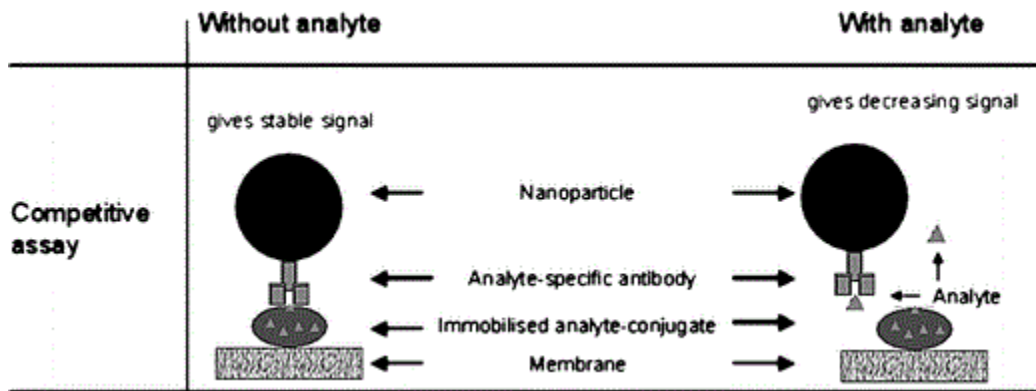 Without analyte
With analyte
gives stable signal
gives decreasing signal
Competitive
assay
Nanoparticle
Analyte-specific antibody
Analyte
Immobilised analyte-conjugate
Membrane